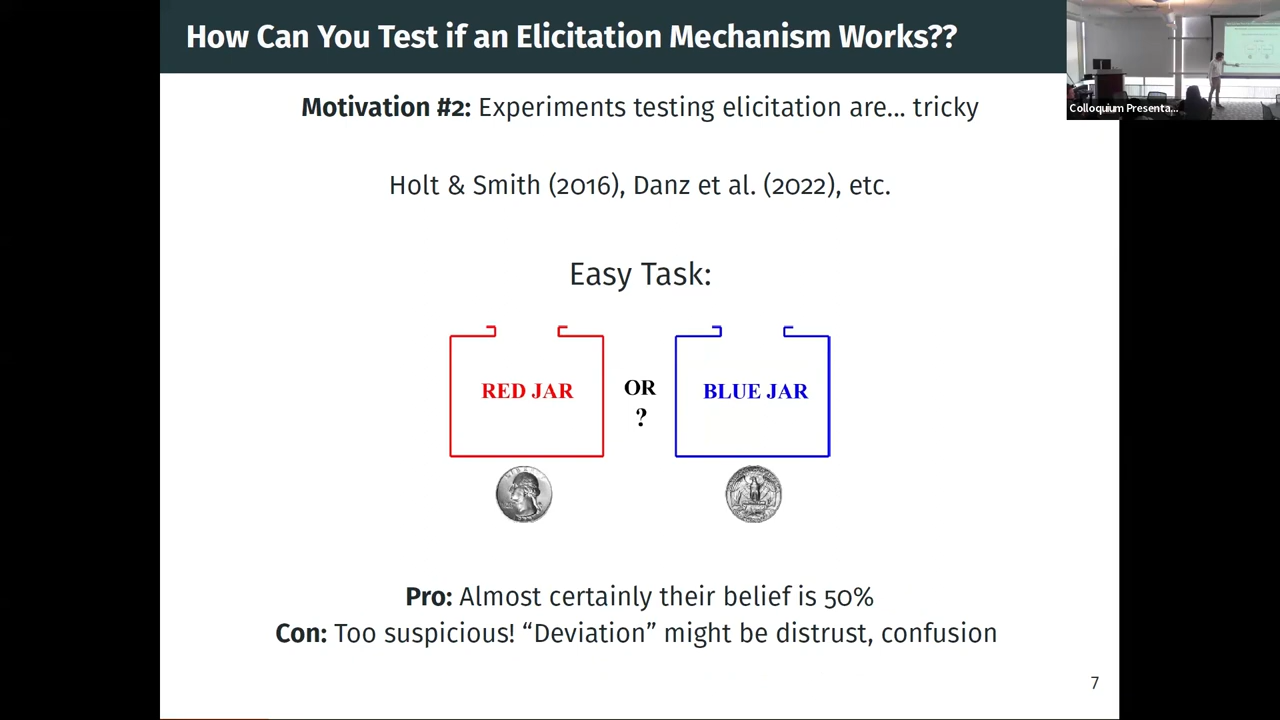 How Can You Test if an Elicitation Mechanism Works??
Motivation #2: Experiments testing elicitation are... tricky
Colloquium Presenta...
Holt & Smith (2016), Danz et al. (2022), etc.
Easy Task:
RED JAR
OR
?
BLUE JAR
Pro: Almost certainly their belief is 50%
Con: Too suspicious! “Deviation” might be distrust, confusion
7